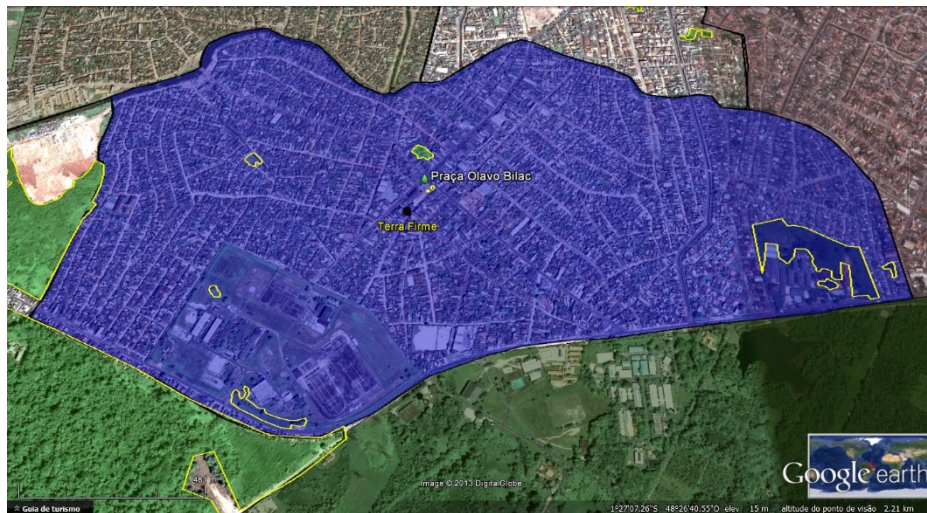 Praça Olavo Bilac
Terra Firme
Image © 2013 DigitalGlobe
Google earth
Guia de turismo
1°27'07.26"S 48°26'40.55"O elev 15 m altitude do ponto de visão 2.21 km